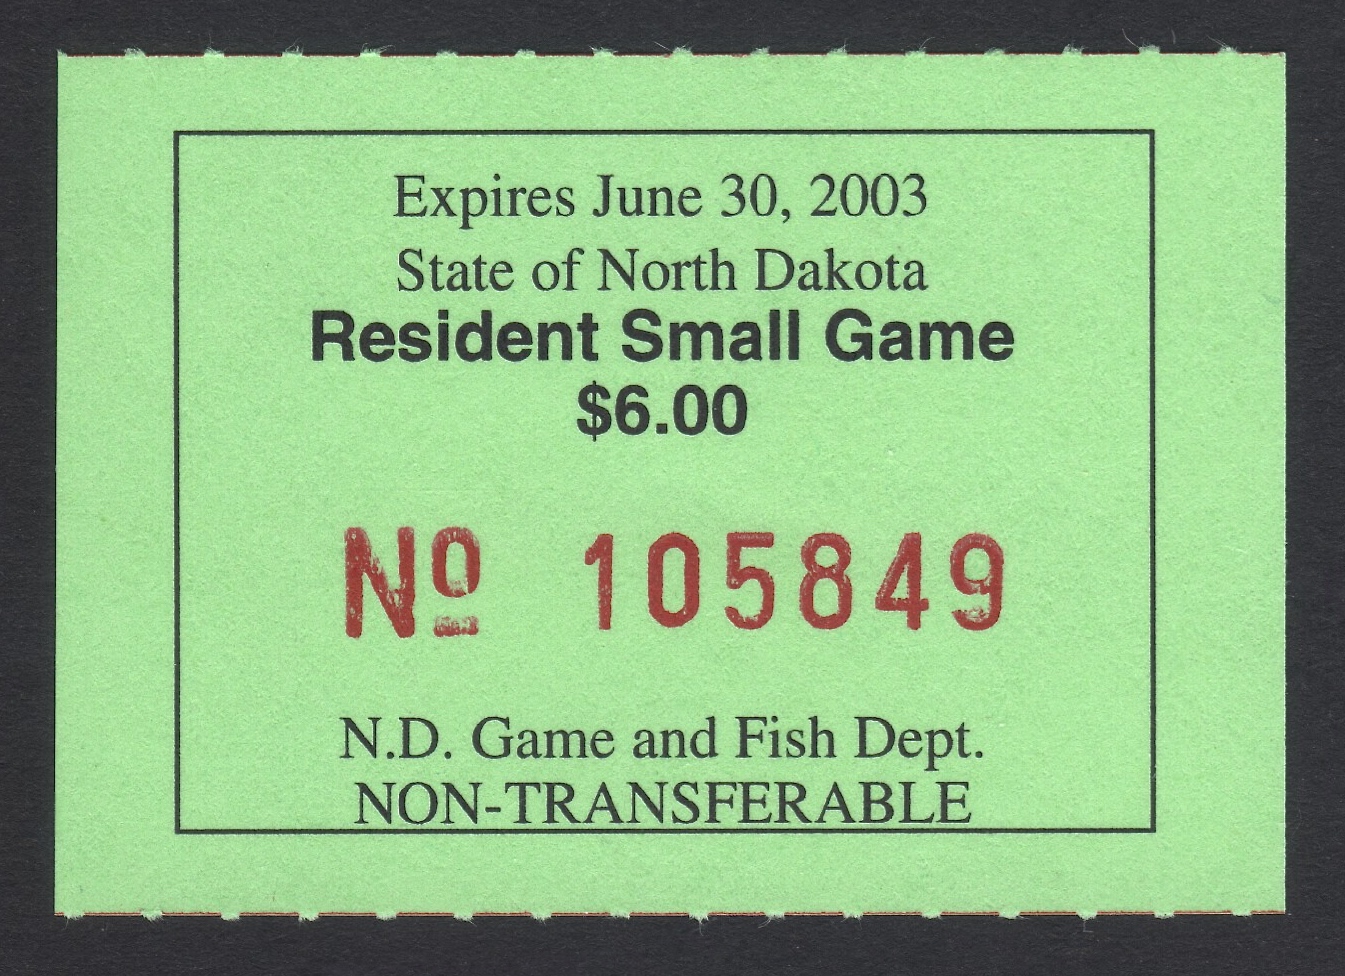 Expires June 30, 2003
State of North Dakota
Resident Small Game
$6.00
Nº 105849
N.D. Game and Fish Dept.
NON-TRANSFERABLE